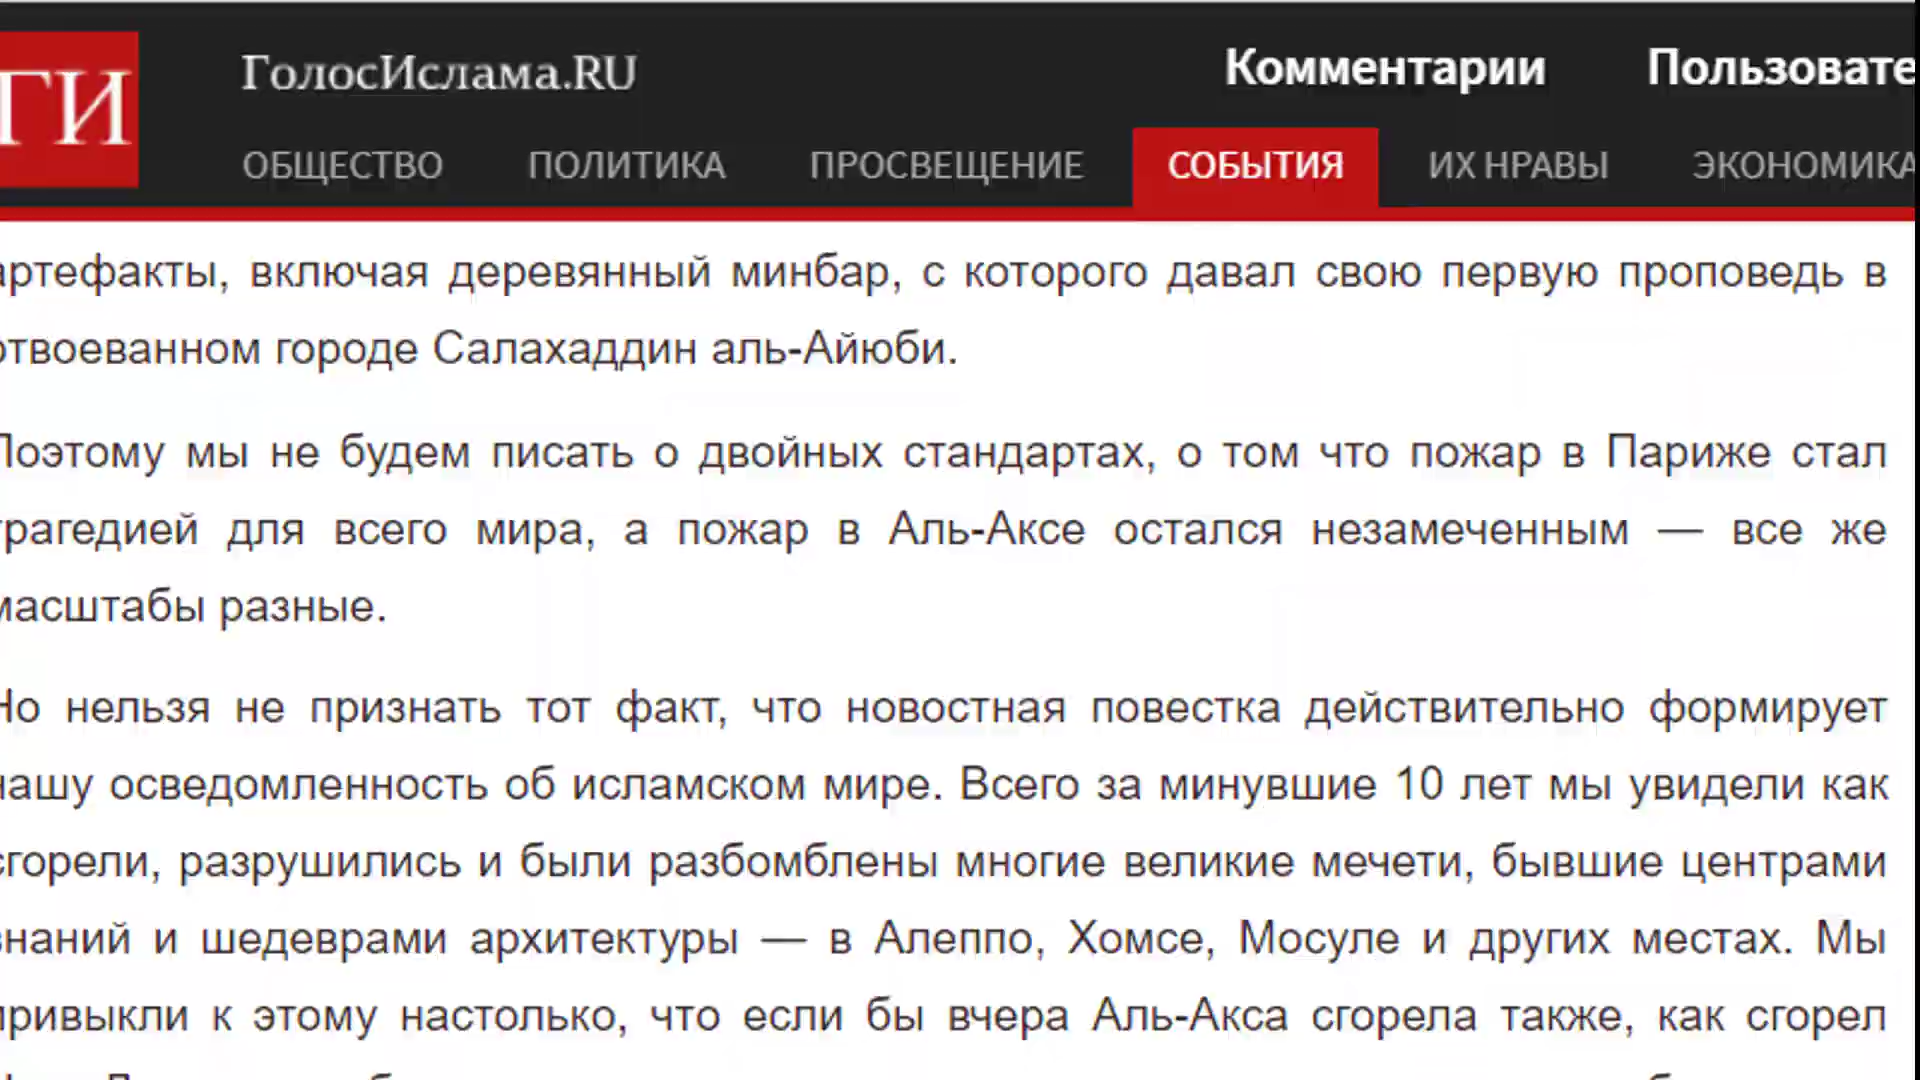 ГолосИслама.RU
Комментарии
ГИ
ОБЩЕСТВО ПОЛИТИКА ПРОСВЕЩЕНИЕ СОБЫТИЯ ИХ НРАВЫ ЭКОНОМИКА
артефакты, включая деревянный минбар, с которого давал свою первую проповедь в
отвоеванном городе Салахаддин аль-Айюби.
Поэтому мы не будем писать о двойных стандартах, о том что пожар в Париже стал
трагедией для всего мира, а пожар в Аль-Аксе остался незамеченным — все же
масштабы разные.
Но нельзя не признать тот факт, что новостная повестка действительно формирует
нашу осведомленность об исламском мире. Всего за минувшие 10 лет мы увидели как
сгорели, разрушились и были разбомблены многие великие мечети, бывшие центрами
знаний и шедеврами архитектуры — в Алеппо, Хомсе, Мосуле и других местах. Мы
привыкли к этому настолько, что если бы вчера Аль-Акса сгорела также, как сгорел